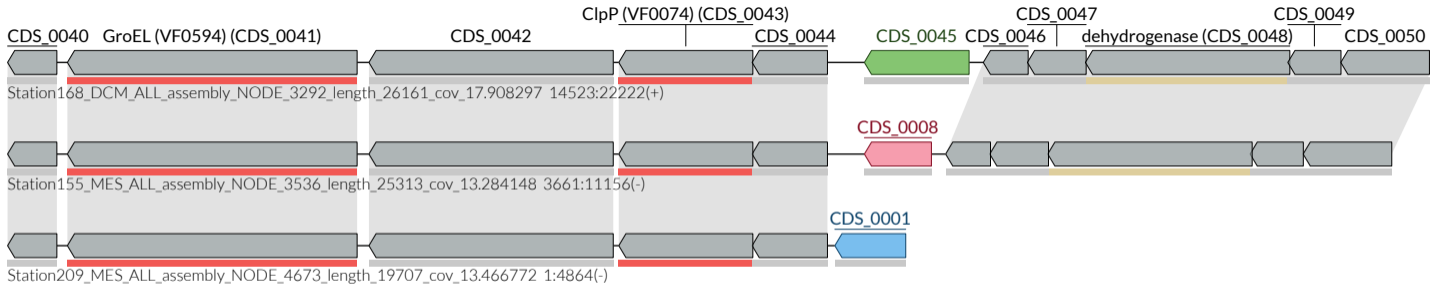 ClpP (VF0074) (CDS_0043) CDS_0047 CDS_0049
CDS_0040 GroEL (VF0594) (CDS_0041) CDS_0042 CDS_0044 CDS_0045 CDS_0046 dehydrogenase (CDS_0048) CDS_0050
Station168_DCM_ALL_assembly_NODE_3292_length_26161_cov_17.908297 14523:22222(+)
CDS_0008
Station155_MES_ALL_assembly_NODE_3536_length_25313_cov_13.284148 3661:11156(-)
CDS_0001
Station209_MES_ALL_assembly_NODE_4673_length_19707_cov_13.466772 1:4864(-)